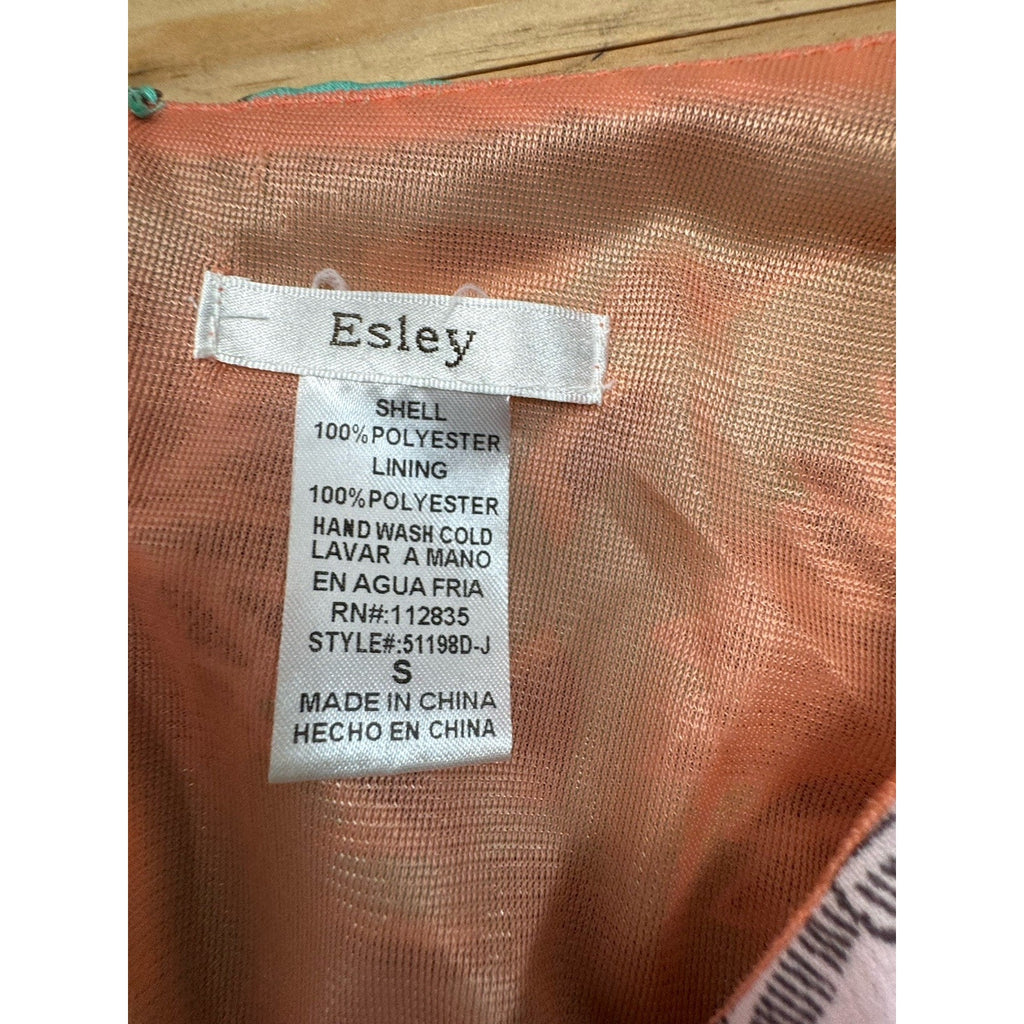 Esley
SHELL
100%POLYESTER
LINING
100%POLYESTER
HAND WASH COLD
LAVAR A MANO
EN AGUA FRIA
RN#:112835
STYLE#:51198D-J
S
MADE IN CHINA
HECHO EN CHINA